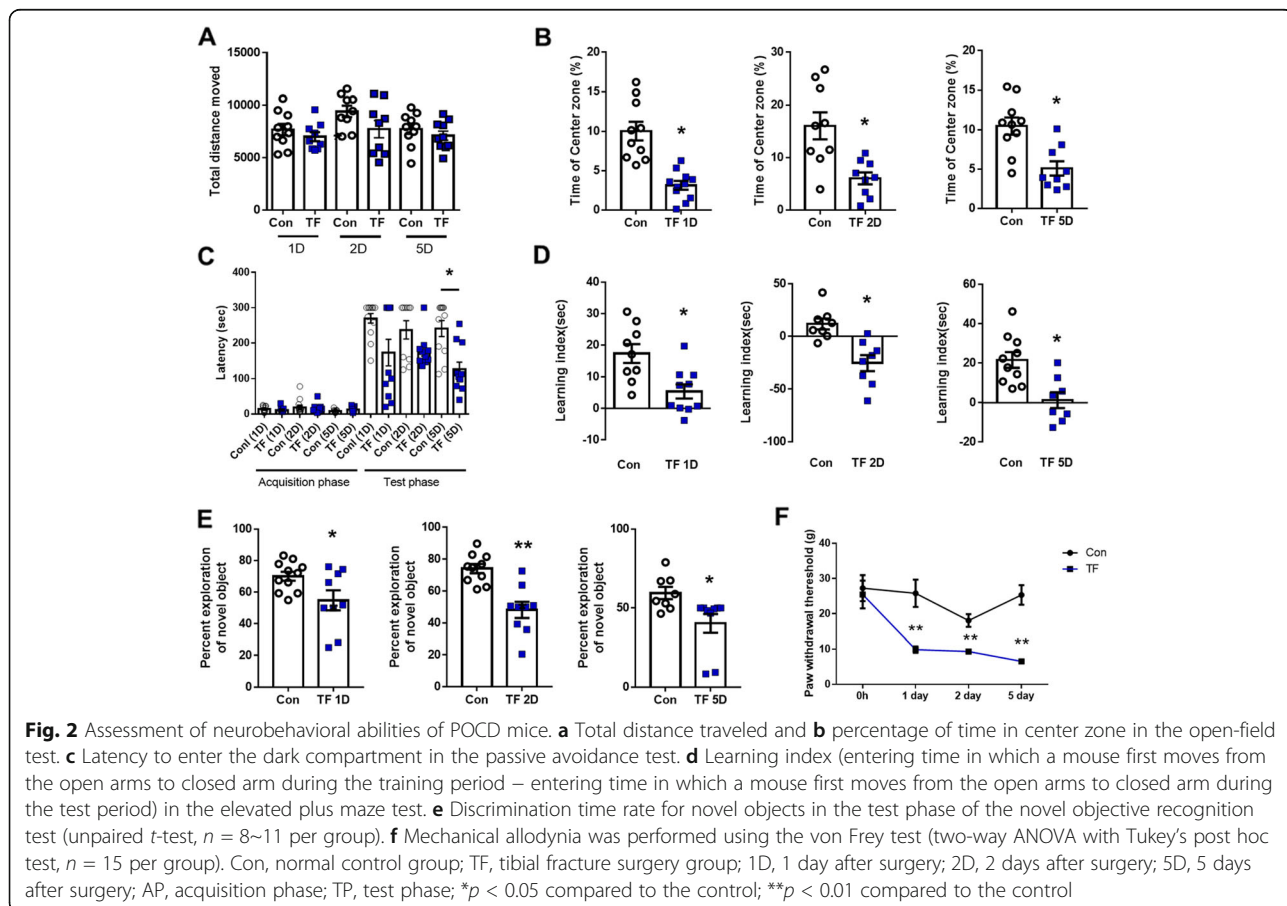 A
15000
10000
5000
0
Total distance moved
Con TF Con TF Con TF
1D 2D 5D
B
20
15
10
5
0
Time of Center zone (%)
Con TF 1D
*
30
20
10
0
Time of Center zone (%)
Con TF 2D
*
20
15
10
5
0
Time of Center zone (%)
Con TF 5D
*
C
400
300
200
100
0
Latency (sec)
*
Conl (1D)
TF (1D)
Con (2D)
TF (2D)
Con (5D)
TF (5D)
Conl (1D)
TF (1D)
Con (2D)
TF (2D)
Con (5D)
TF (5D)
Acquisition phase Test phase
D
40
30
20
10
0
-10
Learning index(sec)
Con TF 1D
*
50
0
-50
-100
Learning index(sec)
Con TF 2D
*
60
40
20
0
-20
Learning index(sec)
Con TF 5D
*
E
100
80
60
40
20
0
Percent exploration
of novel object
Con TF 1D
*
100
80
60
40
20
0
Percent exploration
of novel object
Con TF 2D
**
100
50
0
Percent exploration
of novel object
Con TF 5D
*
F
40
30
20
10
0
Paw withdrawal thereshold (g)
Con
TF
** ** **
0h 1 day 2 day 5 day
Fig. 2 Assessment of neurobehavioral abilities of POCD mice. a Total distance traveled and b percentage of time in center zone in the open-field
test. c Latency to enter the dark compartment in the passive avoidance test. d Learning index (entering time in which a mouse first moves from
the open arms to closed arm during the training period – entering time in which a mouse first moves from the open arms to closed arm during
the test period) in the elevated plus maze test. e Discrimination time rate for novel objects in the test phase of the novel objective recognition
test (unpaired t-test, n = 8~11 per group). f Mechanical allodynia was performed using the von Frey test (two-way ANOVA with Tukey's post hoc
test, n = 15 per group). Con, normal control group; TF, tibial fracture surgery group; 1D, 1 day after surgery; 2D, 2 days after surgery; 5D, 5 days
after surgery; AP, acquisition phase; TP, test phase; *p < 0.05 compared to the control; **p < 0.01 compared to the control